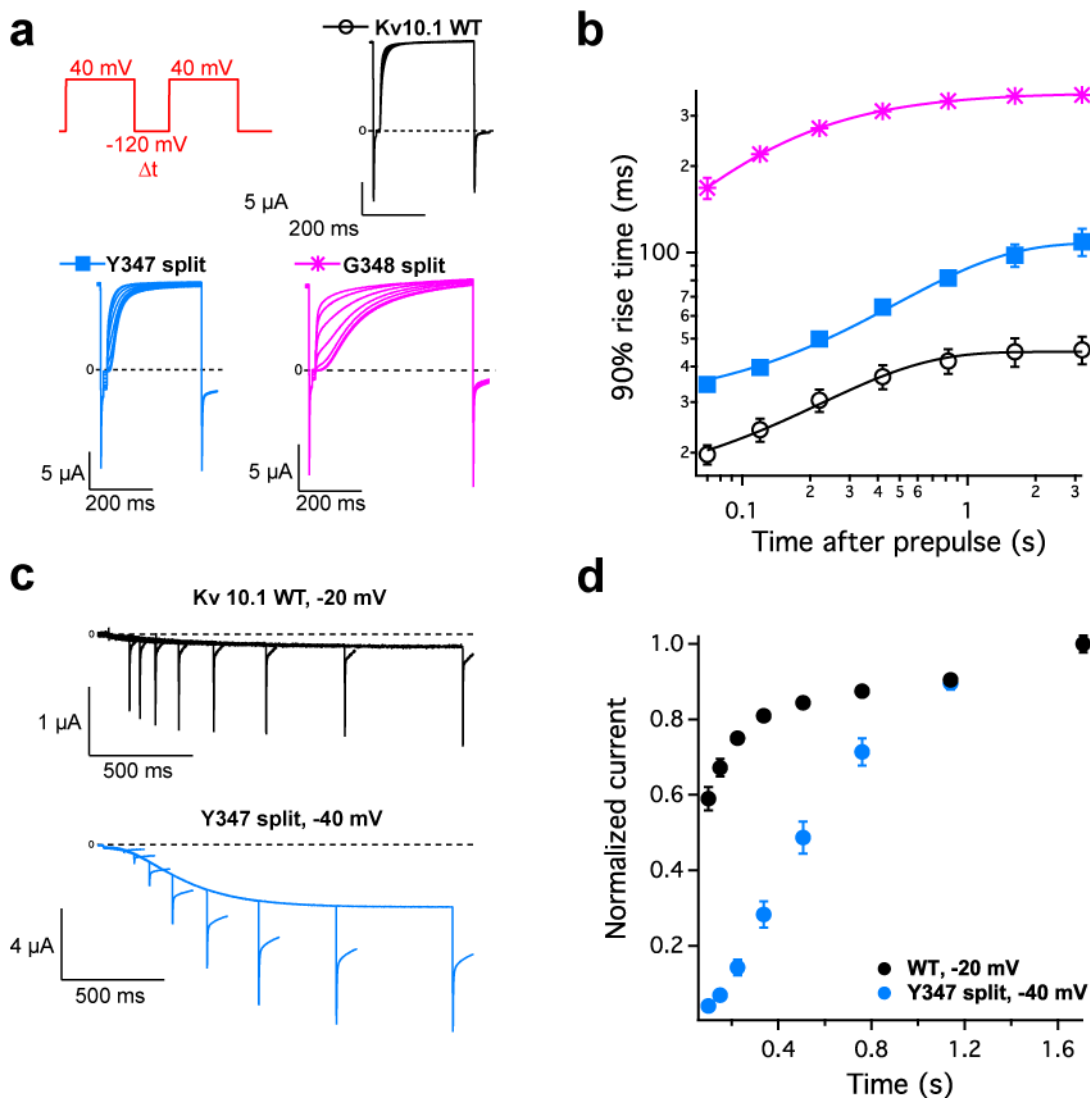 a
40 mV 40 mV
-120 mV
Δt
Kv10.1 WT
0
5 µA
200 ms
Y347 split
0
5 µA
200 ms
G348 split
0
5 µA
200 ms
b
90% rise time (ms)
3
2
100
7
6
5
4
3
2
0.1 2 3 4 5 6 1 2 3
Time after prepulse (s)
c
Kv 10.1 WT, -20 mV
0
1 µA
500 ms
Y347 split, -40 mV
0
4 µA
500 ms
d
Normalized current
1.0
0.8
0.6
0.4
0.2
WT, -20 mV
Y347 split, -40 mV
0.4 0.8 1.2 1.6
Time (s)